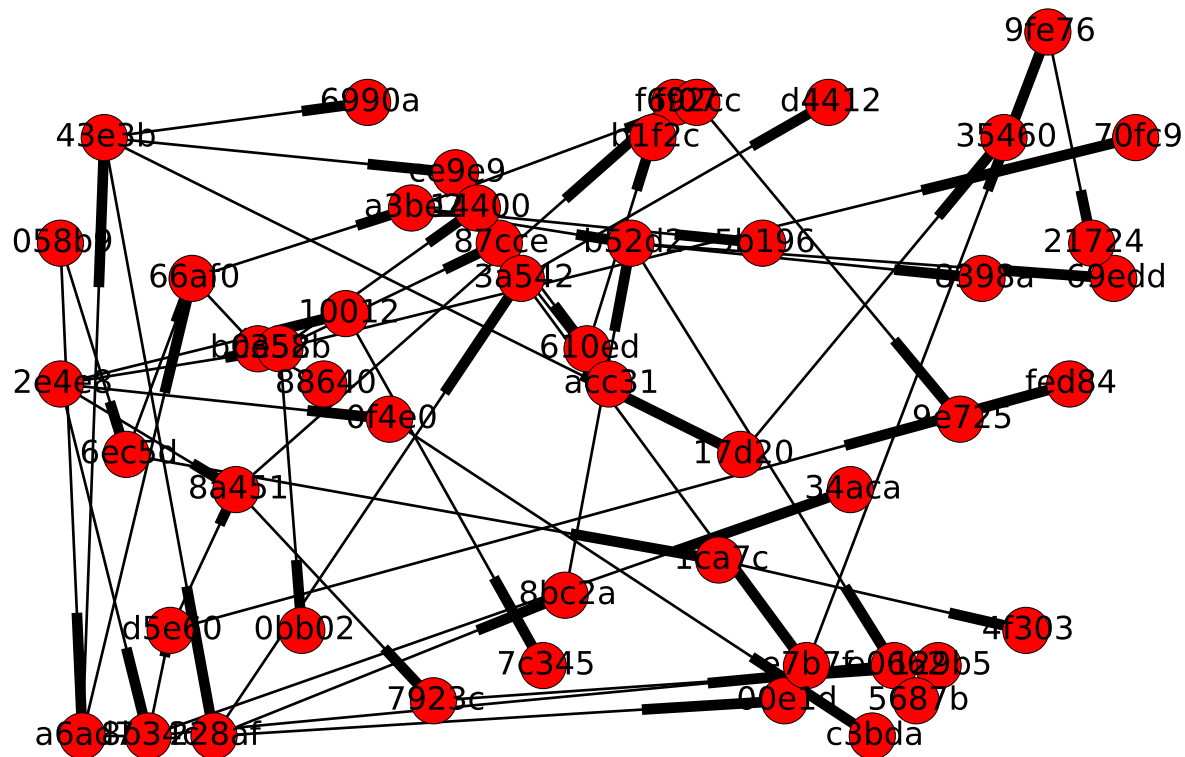 9fe76
6990a
d4412
43e3b
b1f2c
35460
70fc9
ce9e9
14400
058b9
87cce
b52d2
5b196
21724
66af0
3a542
8398a
69edd
10012
610ed
2e4e8
88640
acc31
fed84
0f4e0
9e725
6ec5d
17d20
8a451
34aca
1ca7c
8bc2a
d5e60
0bb02
4f303
7c345
7923c
00e1d
5687b
228af
c3bda